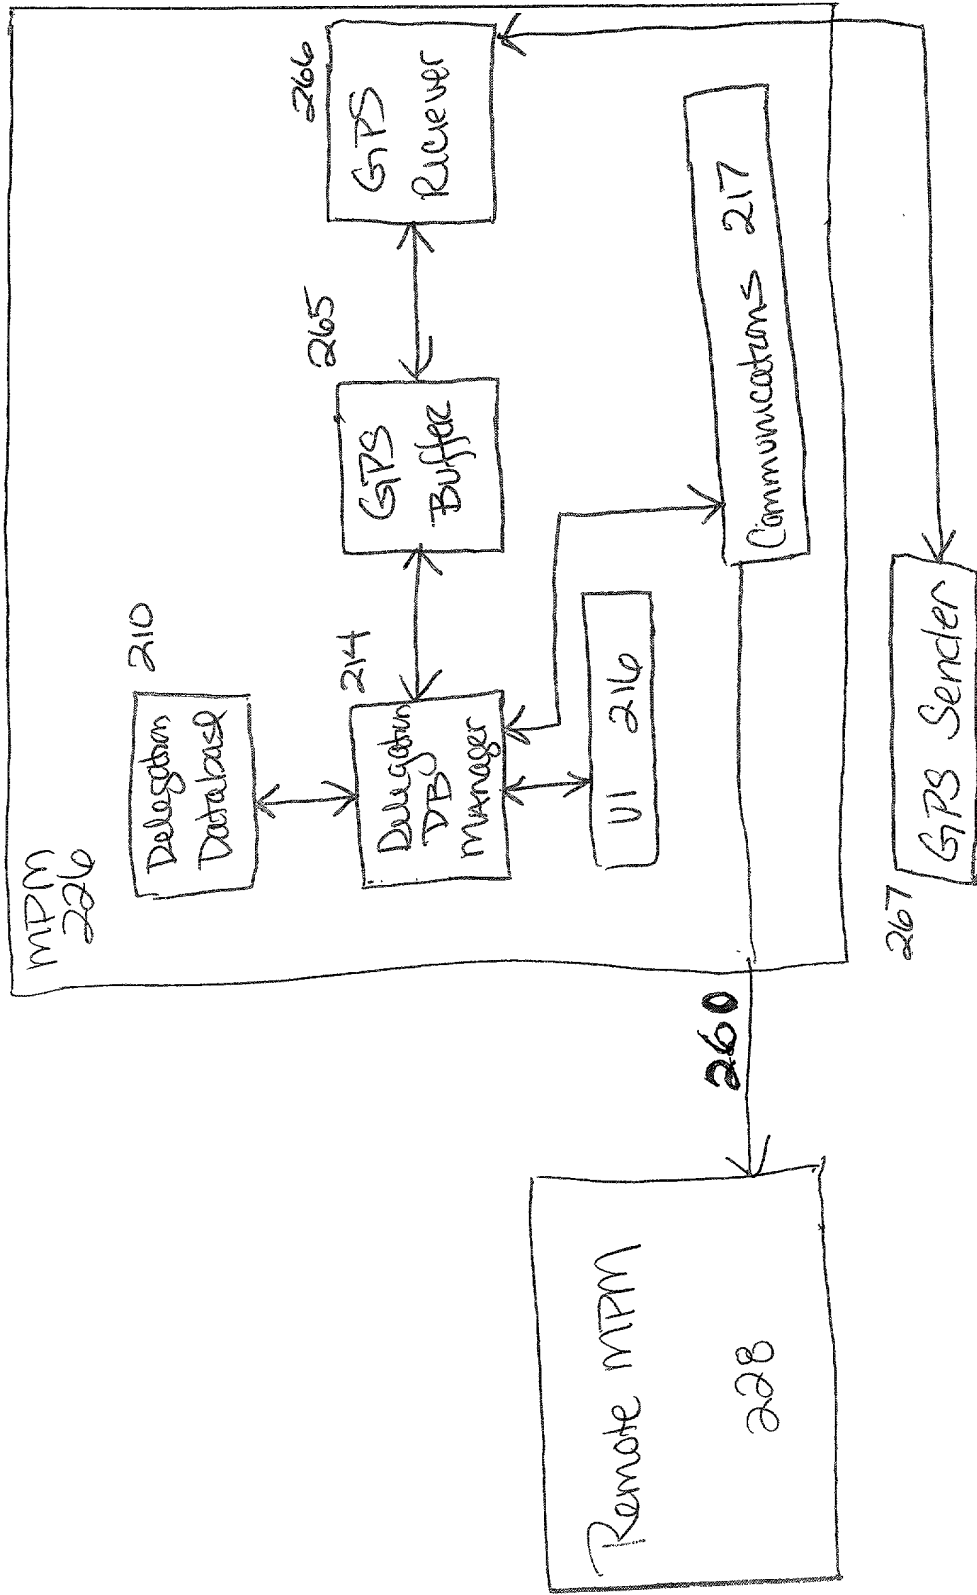 MPM
226
Delegation
Database
210
Delegation
DB
Manager
214
GPS
Buffer
265
GPS
Riciever
266
UI 216
Communications 217
GPS Sender
267
260
Remote MPM
228